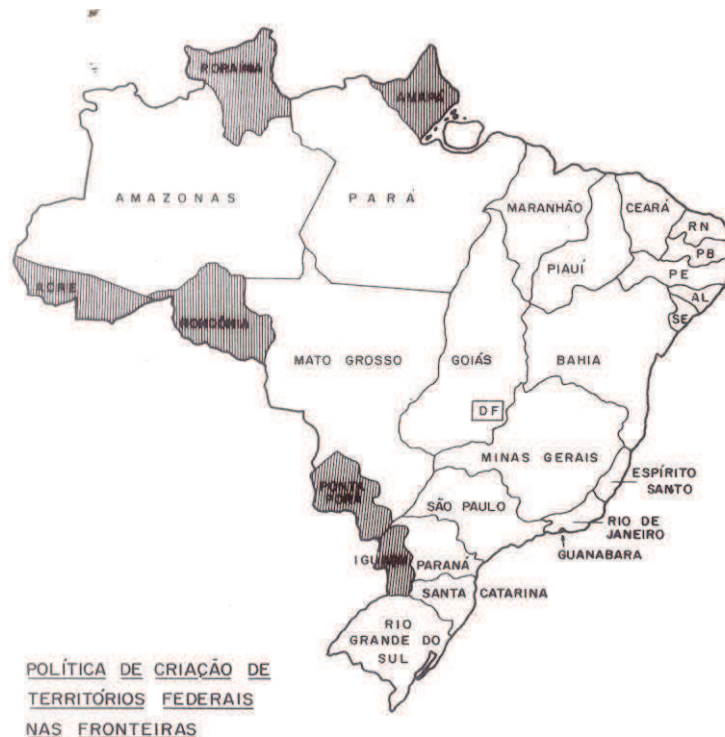 RORAIMA
AMAPÁ
AMAZONAS
PARÁ
MARANHÃO
CEARÁ
RN
PB
PIAUÍ
PE
AL
SE
ACRE
RONDÔNIA
MATO GROSSO
GOIÁS
BAHIA
DF
MINAS GERAIS
ESPÍRITO
SANTO
PONTA
PORÃ
SÃO PAULO
RIO DE
JANEIRO
GUANABARA
IGUAÇU
PARANÁ
SANTA CATARINA
RIO
GRANDE DO
SUL
POLÍTICA DE CRIAÇÃO DE
TERRITÓRIOS FEDERAIS
NAS FRONTEIRAS